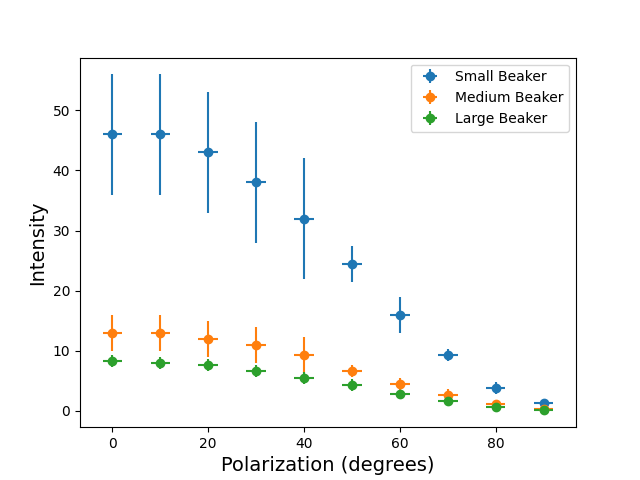 Small Beaker
Medium Beaker
Large Beaker
50
40
30
20
10
0
Intensity
0 20 40 60 80
Polarization (degrees)